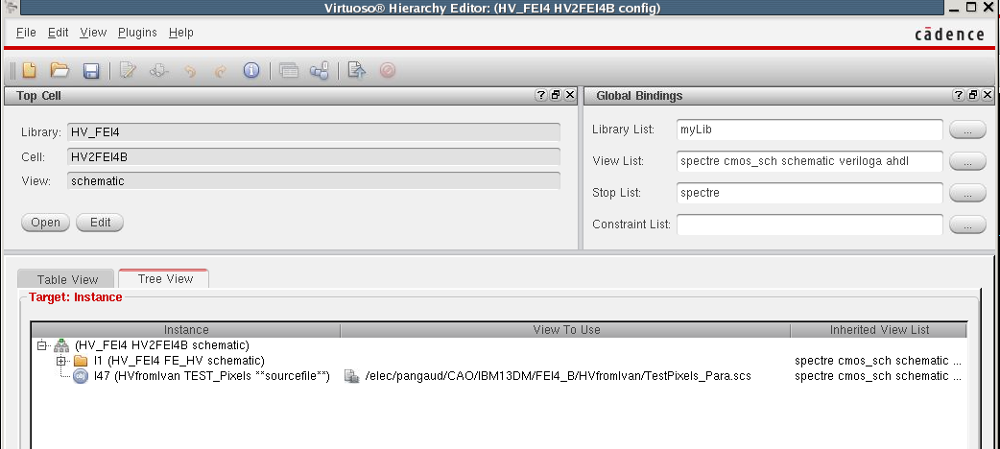 Virtuoso® Hierarchy Editor: (HV_FEI4 HV2FEI4B config)
File Edit View Plugins Help
cādence
Top Cell
Library: HV_FEI4
Cell: HV2FEI4B
View: schematic
Open Edit
Global Bindings
Library List: myLib ...
View List: spectre cmos_sch schematic veriloga ahdl ...
Stop List: spectre ...
Constraint List: ...
Table View Tree View
Target: Instance
Instance View To Use Inherited View List
(HV_FEI4 HV2FEI4B schematic)
I1 (HV_FEI4 FE_HV schematic) spectre cmos_sch schematic ...
I47 (HVfromIvan TEST_Pixels **sourcefile**) /elec/pangaud/CAO/IBM13DM/FEI4_B/HVfromIvan/TestPixels_Para.scs spectre cmos_sch schematic ...